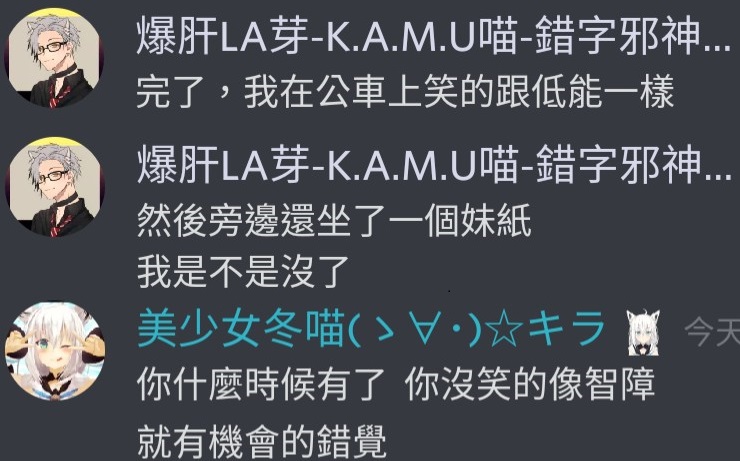 爆肝LA芽-K.A.M.U喵-錯字邪神...
完了，我在公車上笑的跟低能一樣
爆肝LA芽-K.A.M.U喵-錯字邪神...
然後旁邊還坐了一個妹紙
我是不是沒了
美少女冬喵(ゝ∀･)☆キラ 今天
你什麼時候有了 你沒笑的像智障
就有機會的錯覺